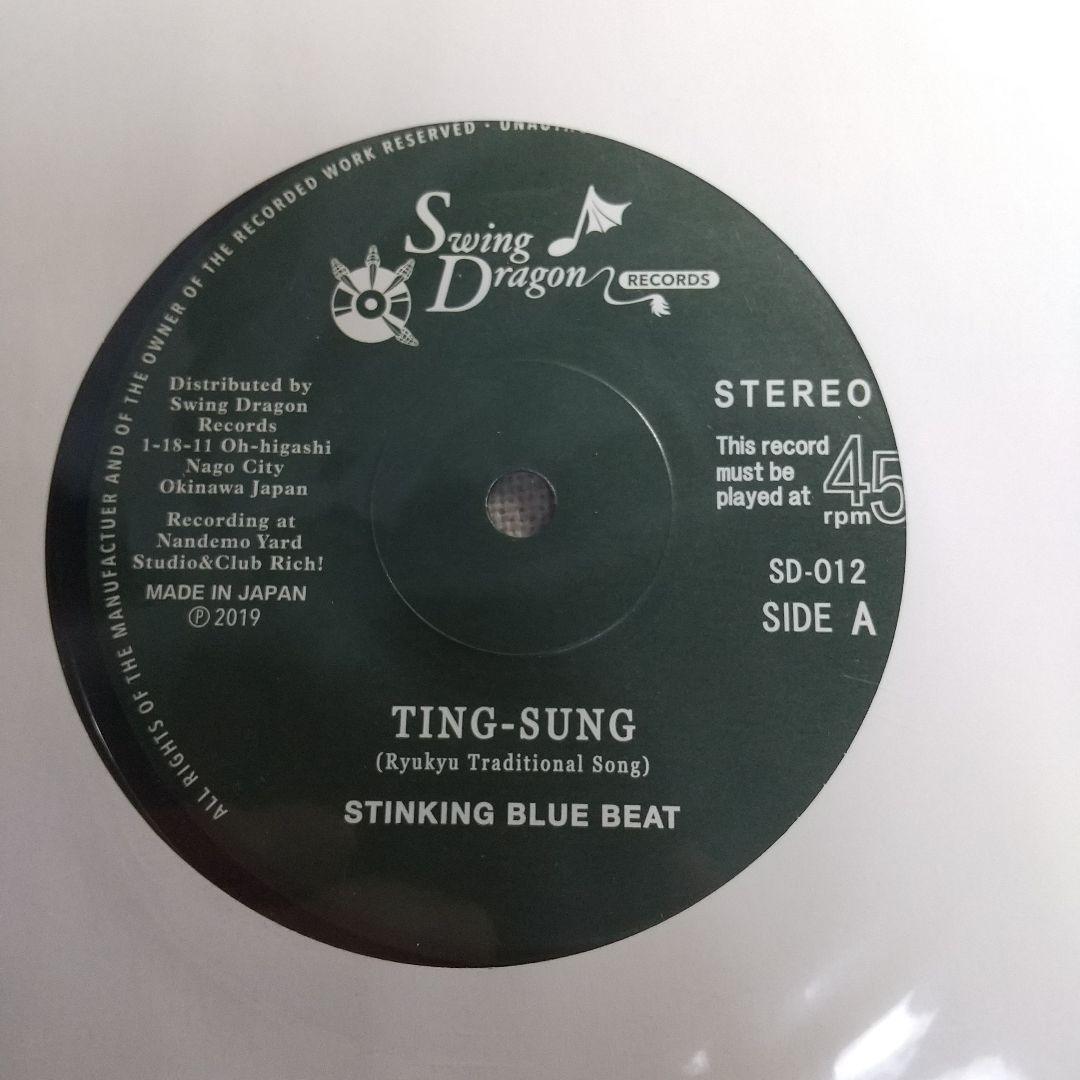 ALL RIGHTS OF THE MANUFACTUER AND OF THE OWNER OF THE RECORDED WORK RESERVED ·
Swing
Dragon
RECORDS
Distributed by
Swing Dragon
Records
1-18-11 Oh-higashi
Nago City
Okinawa Japan
Recording at
Nandemo Yard
Studio&Club Rich!
MADE IN JAPAN
Ⓟ 2019
STEREO
This record
must be
played at
45
rpm
SD-012
SIDE A
TING-SUNG
(Ryukyu Traditional Song)
STINKING BLUE BEAT